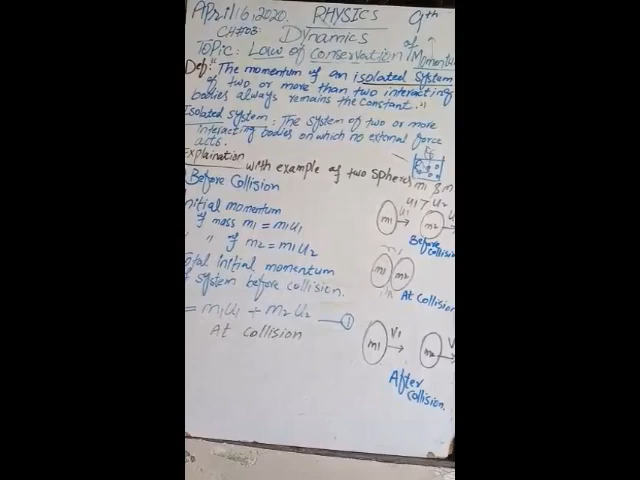 April 16, 2020. PHYSICS 9th
CH#03: Dynamics
Topic: Law of conservation of Momentum
Def: "The momentum of an isolated system
of two or more than two interacting
bodies always remains the constant."
Isolated system: The system of two or more
interacting bodies on which no external force
acts.
Explaination with example of two spheres m1 & m
u1 > u2
Before Collision
m1 u1 m2 u
Before collision
nitial momentum
of mass m1 = m1u1
" " of m2 = m1u2
m1 m2
At Collision
tal initial momentum
f system before collision.
= m1u1 + m2u2 — 1
At collision
m1 v1 m2 v
After collision.